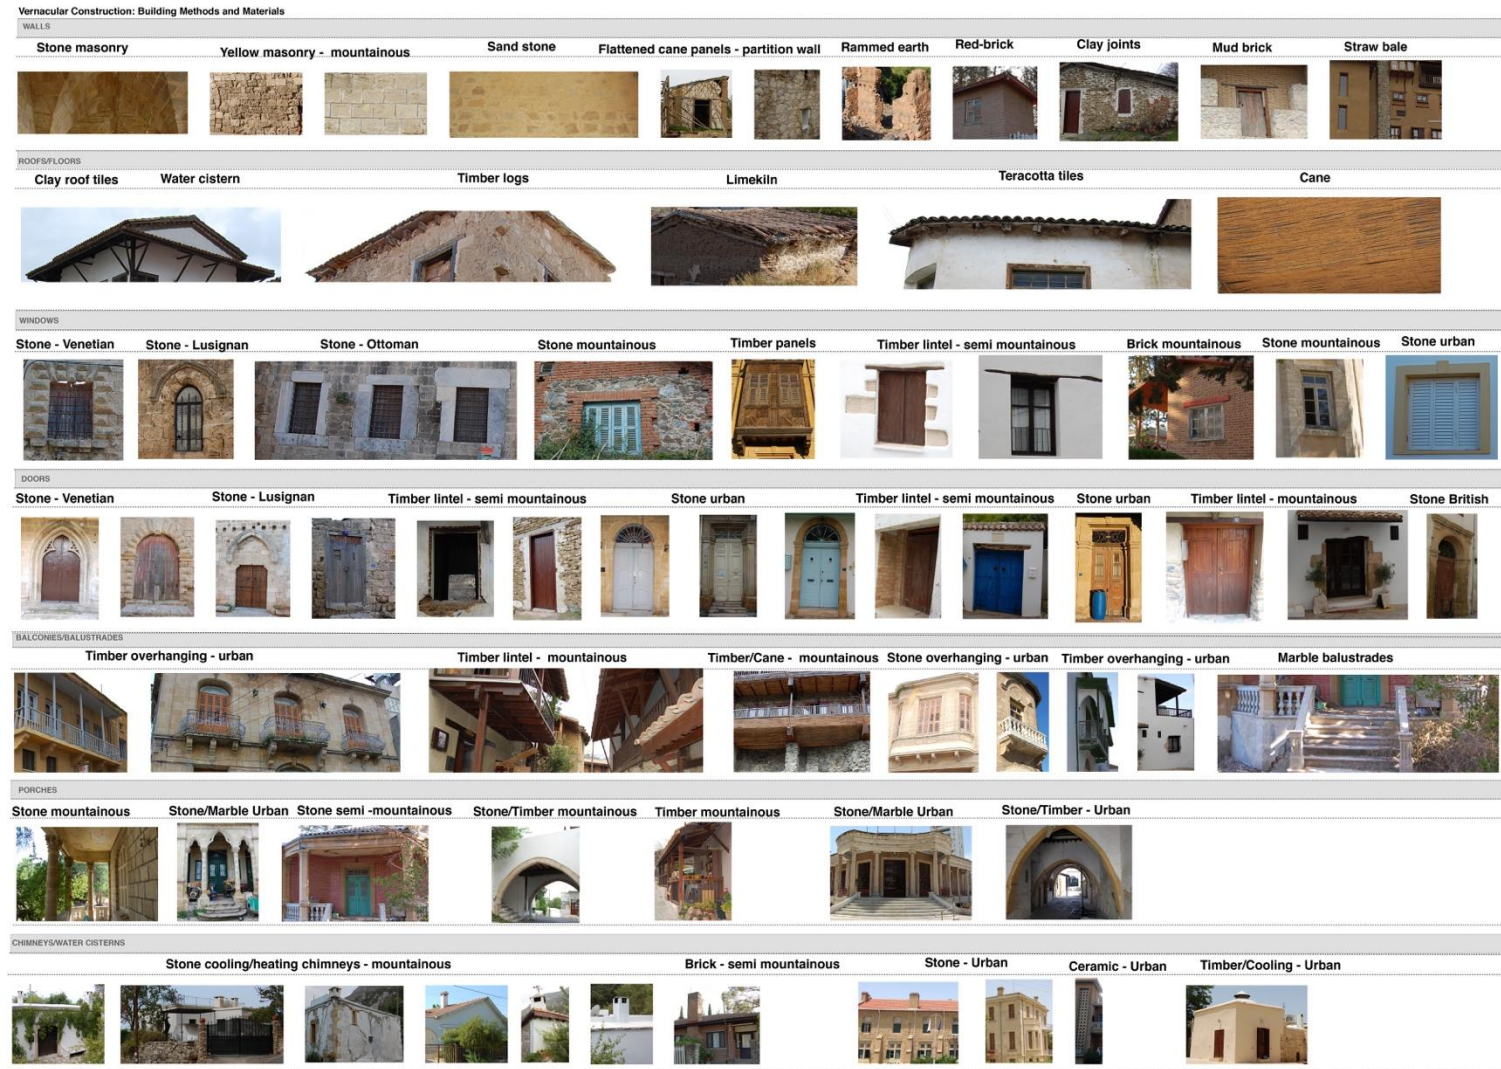 Vernacular Construction: Building Methods and Materials
WALLS
Stone masonry
Yellow masonry - mountainous
Sand stone
Flattened cane panels - partition wall
Rammed earth
Red-brick
Clay joints
Mud brick
Straw bale
ROOFS/FLOORS
Clay roof tiles
Water cistern
Timber logs
Limekiln
Teracotta tiles
Cane
WINDOWS
Stone - Venetian
Stone - Lusignan
Stone - Ottoman
Stone mountainous
Timber panels
Timber lintel - semi mountainous
Brick mountainous
Stone mountainous
Stone urban
DOORS
Stone - Venetian
Stone - Lusignan
Timber lintel - semi mountainous
Stone urban
Timber lintel - semi mountainous
Stone urban
Timber lintel - mountainous
Stone British
BALCONIES/BALUSTRADES
Timber overhanging - urban
Timber lintel - mountainous
Timber/Cane - mountainous
Stone overhanging - urban
Timber overhanging - urban
Marble balustrades
PORCHES
Stone mountainous
Stone/Marble Urban
Stone semi -mountainous
Stone/Timber mountainous
Timber mountainous
Stone/Marble Urban
Stone/Timber - Urban
CHIMNEYS/WATER CISTERNS
Stone cooling/heating chimneys - mountainous
Brick - semi mountainous
Stone - Urban
Ceramic - Urban
Timber/Cooling - Urban